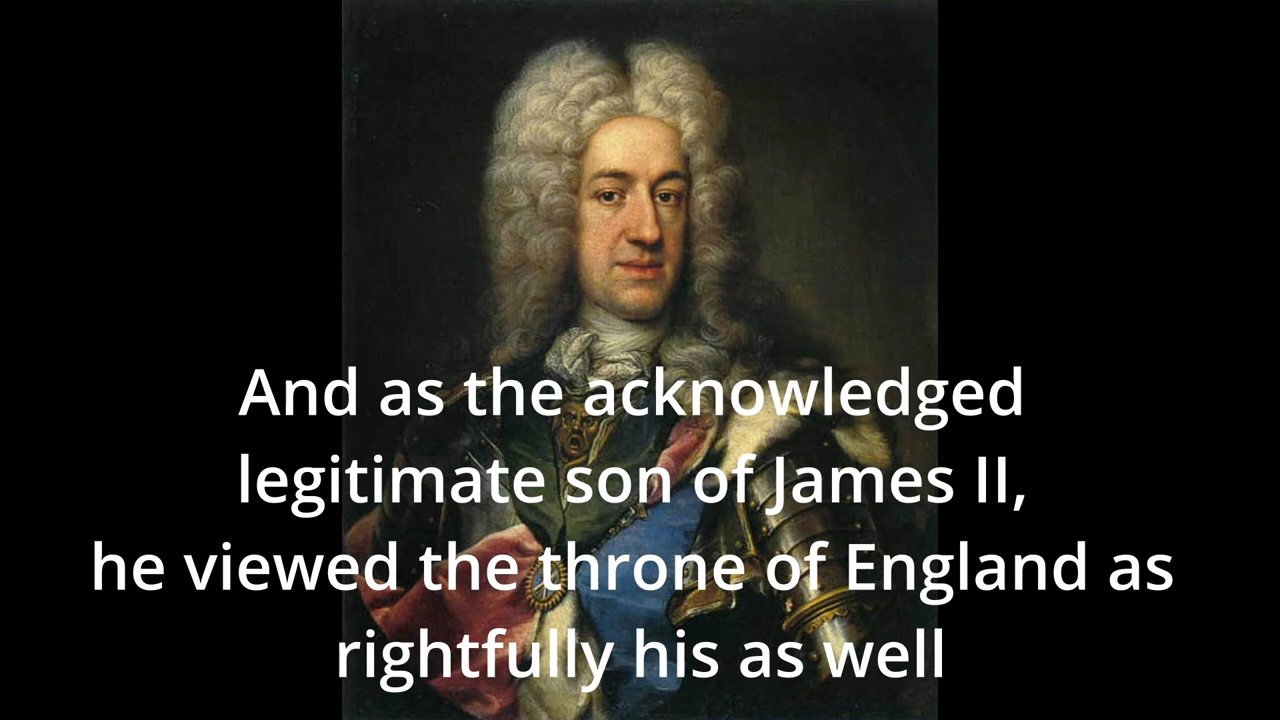 And as the acknowledged
legitimate son of James II,
he viewed the throne of England as
rightfully his as well